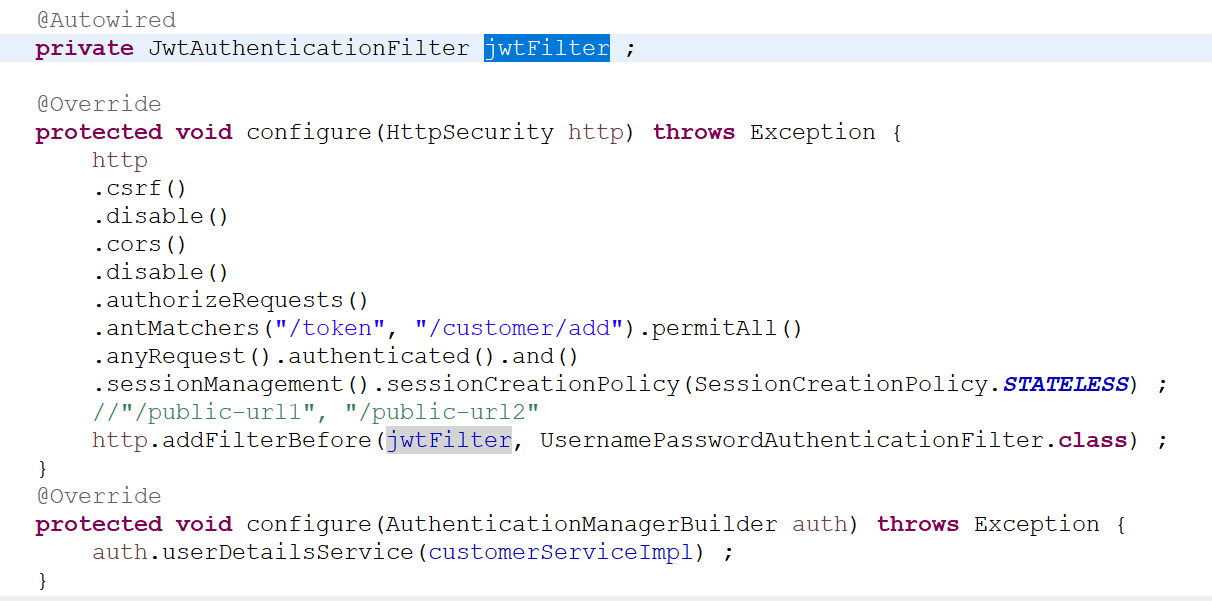 @Autowired
private JwtAuthenticationFilter jwtFilter ;
@Override
protected void configure(HttpSecurity http) throws Exception {
http
.csrf()
.disable()
.cors()
.disable()
.authorizeRequests()
.antMatchers("/token", "/customer/add").permitAll()
.anyRequest().authenticated().and()
.sessionManagement().sessionCreationPolicy(SessionCreationPolicy.STATELESS) ;
//"/public-url1", "/public-url2"
http.addFilterBefore(jwtFilter, UsernamePasswordAuthenticationFilter.class) ;
}
@Override
protected void configure(AuthenticationManagerBuilder auth) throws Exception {
auth.userDetailsService(customerServiceImpl) ;
}